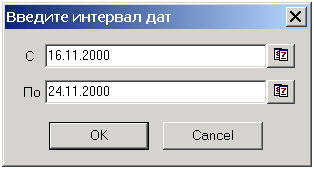 Введите интервал дат
С 16.11.2000
По 24.11.2000
OK Cancel